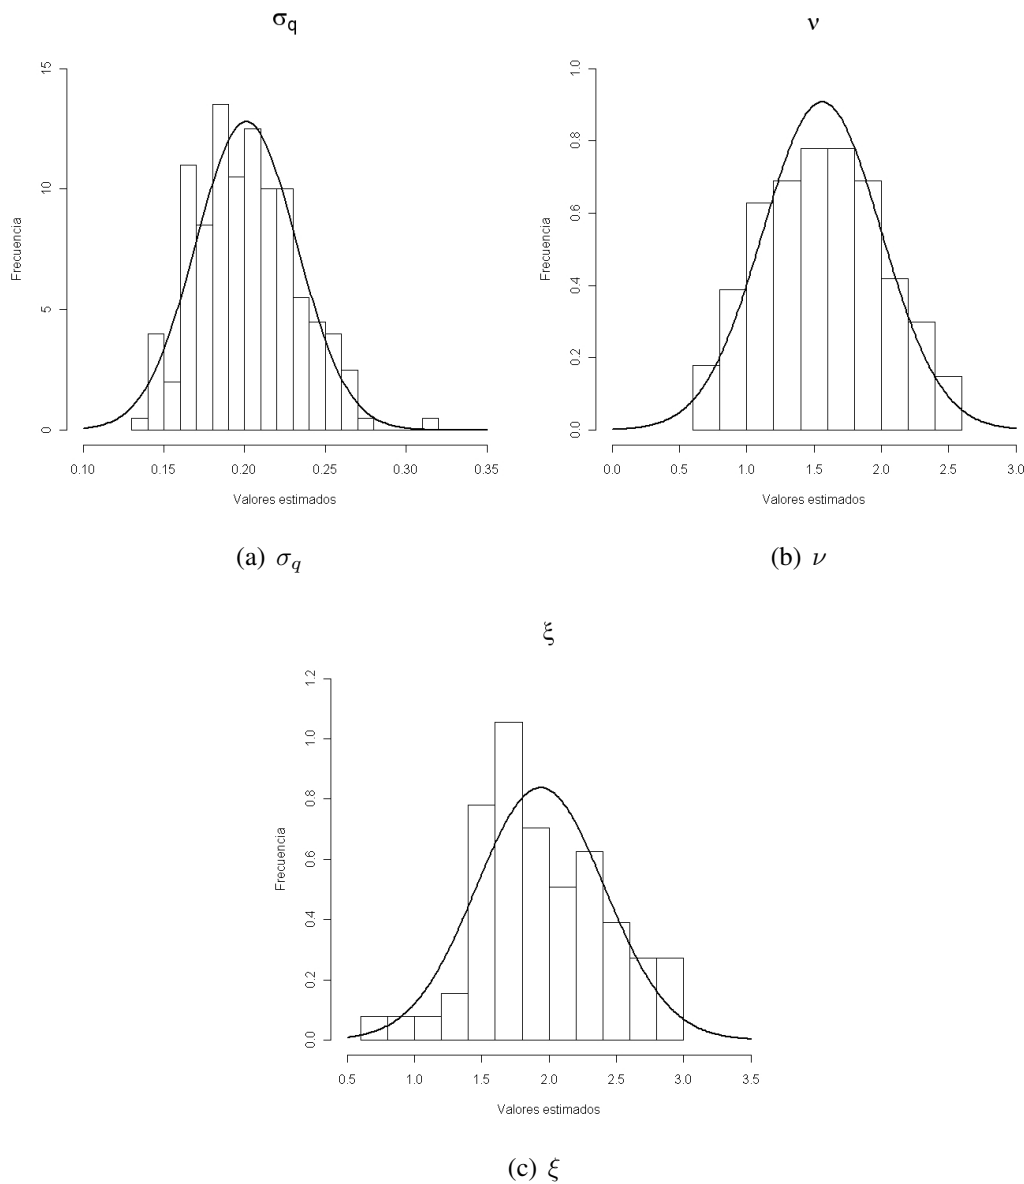 σq ν
15
10
5
0
Frecuencia
0.10 0.15 0.20 0.25 0.30 0.35
Valores estimados
1.0
0.8
0.6
0.4
0.2
0.0
Frecuencia
0.0 0.5 1.0 1.5 2.0 2.5 3.0
Valores estimados
(a) σq
(b) ν
ξ
1.2
1.0
0.8
0.6
0.4
0.2
0.0
Frecuencia
0.5 1.0 1.5 2.0 2.5 3.0 3.5
Valores estimados
(c) ξ